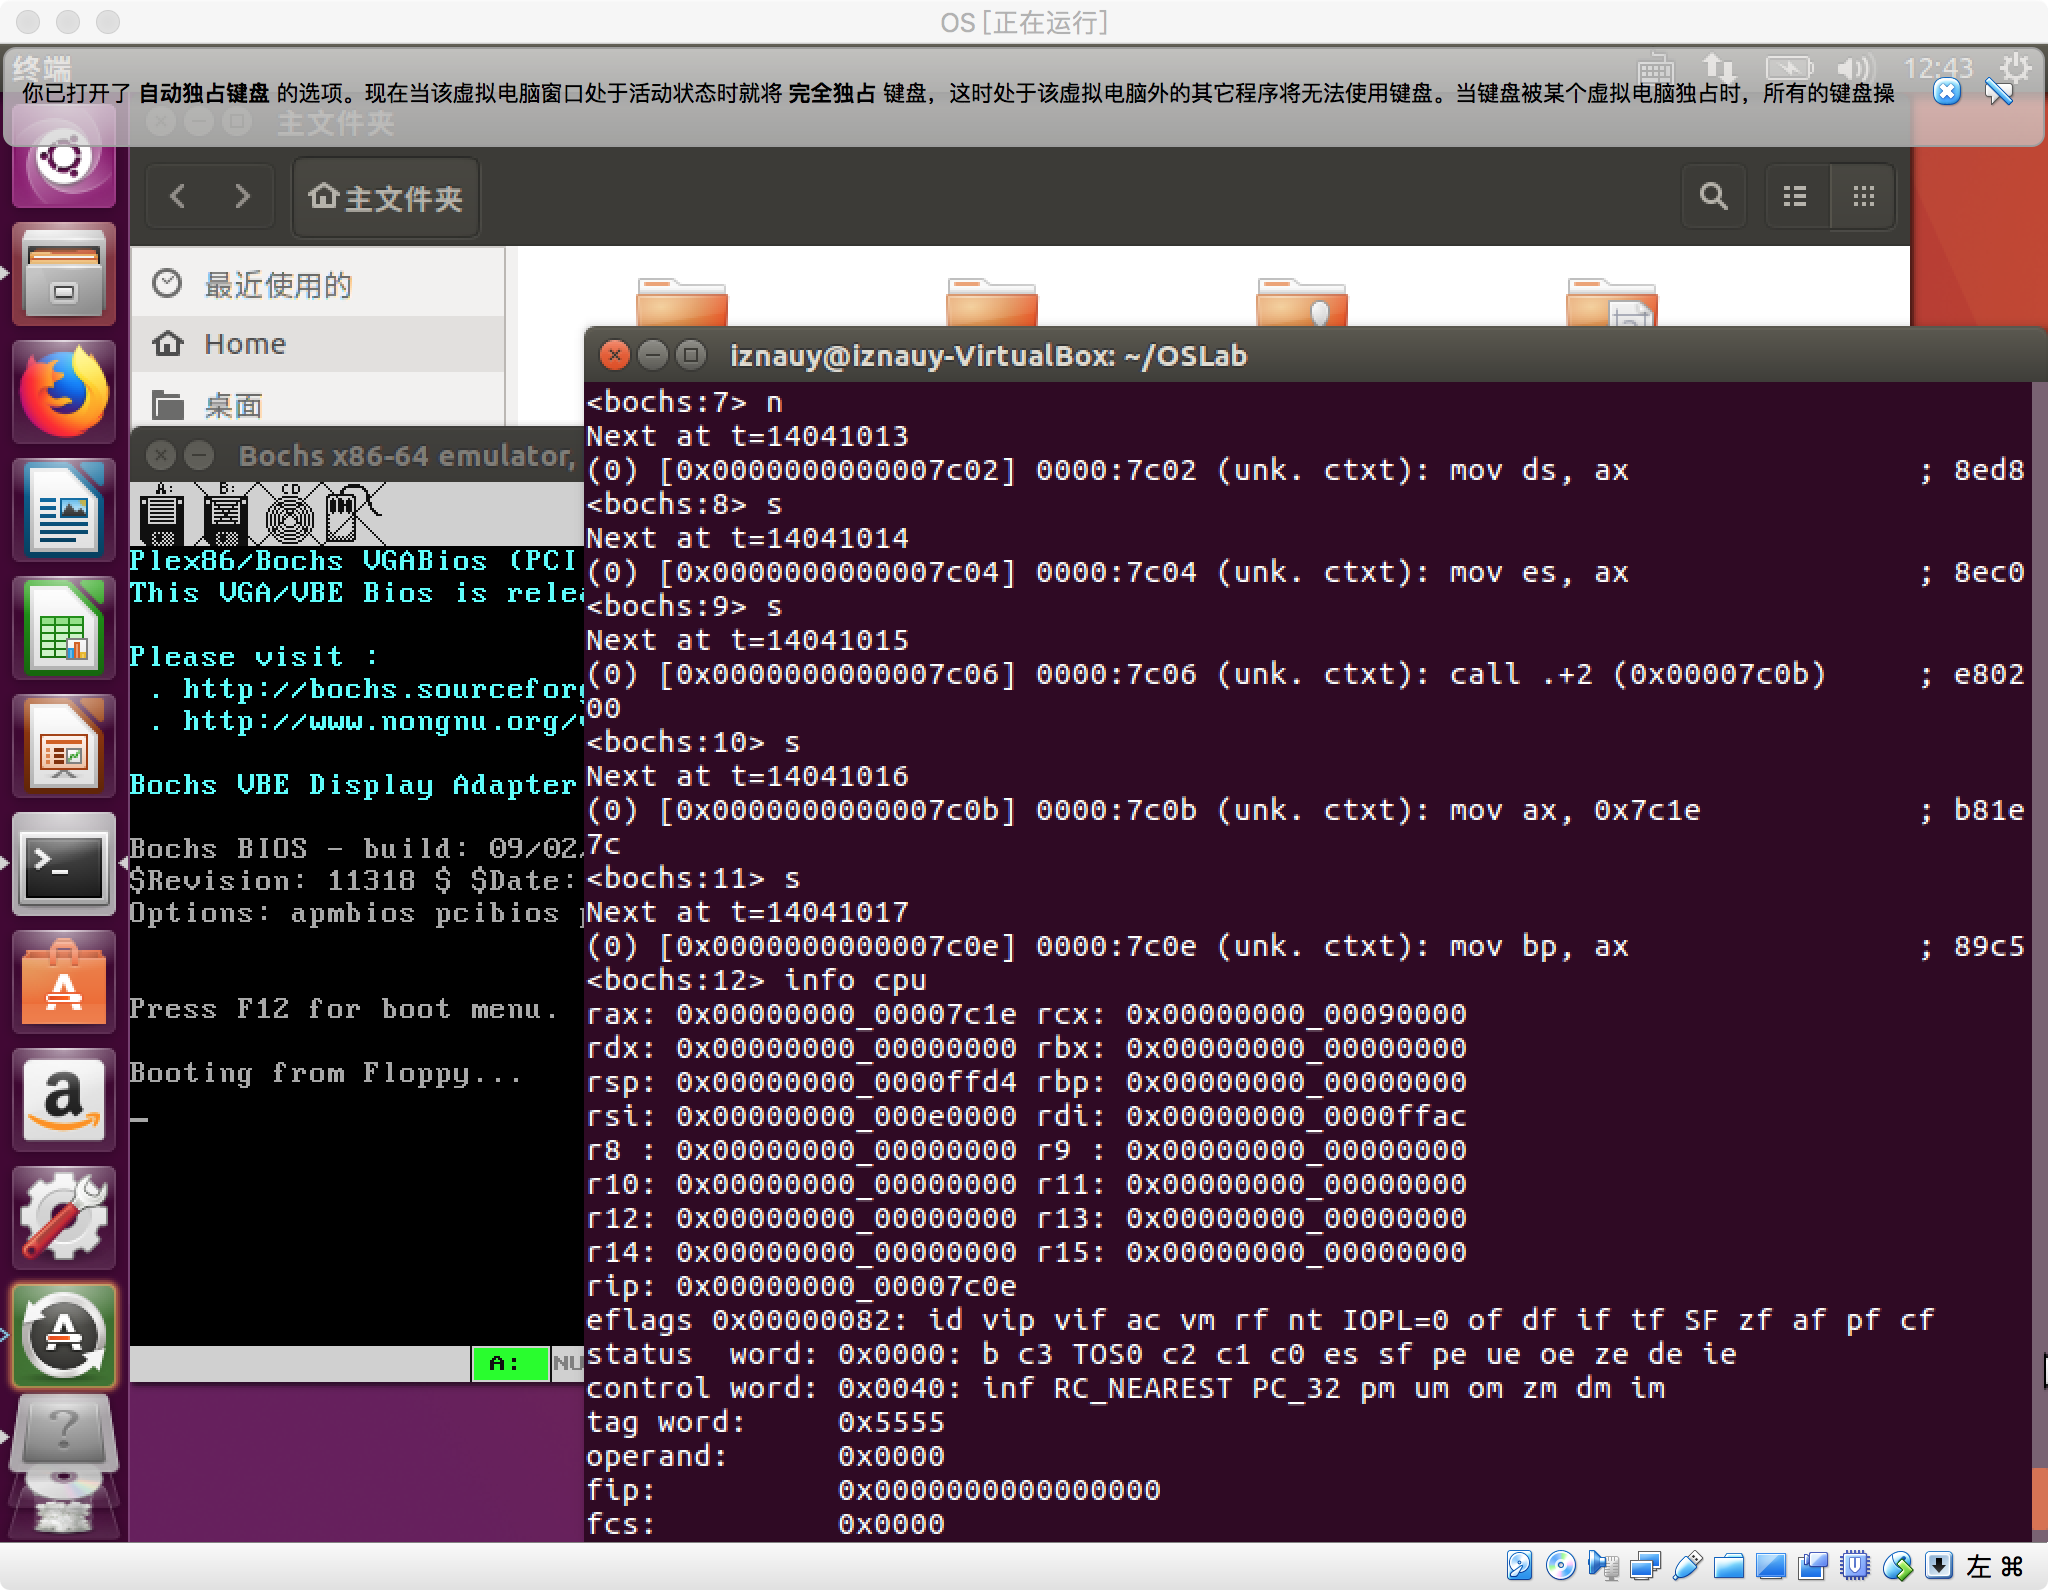 OS [正在运行]
终端
12:43
你已打开了 自动独占键盘 的选项。现在当该虚拟电脑窗口处于活动状态时就将 完全独占 键盘，这时处于该虚拟电脑外的其它程序将无法使用键盘。当键盘被某个虚拟电脑独占时，所有的键盘操
主文件夹
主文件夹
最近使用的
Home
桌面
Bochs x86-64 emulator,
A: B: CD
Plex86/Bochs VGABios (PCI
This VGA/VBE Bios is relea
Please visit :
. http://bochs.sourceforg
. http://www.nongnu.org/
Bochs VBE Display Adapter
Bochs BIOS - build: 09/02/
$Revision: 11318 $ $Date:
Options: apmbios pcibios
Press F12 for boot menu.
Booting from Floppy...
_
A: NU
iznauy@iznauy-VirtualBox: ~/OSLab
<bochs:7> n
Next at t=14041013
(0) [0x0000000000007c02] 0000:7c02 (unk. ctxt): mov ds, ax ; 8ed8
<bochs:8> s
Next at t=14041014
(0) [0x0000000000007c04] 0000:7c04 (unk. ctxt): mov es, ax ; 8ec0
<bochs:9> s
Next at t=14041015
(0) [0x0000000000007c06] 0000:7c06 (unk. ctxt): call .+2 (0x00007c0b) ; e802
00
<bochs:10> s
Next at t=14041016
(0) [0x0000000000007c0b] 0000:7c0b (unk. ctxt): mov ax, 0x7c1e ; b81e
7c
<bochs:11> s
Next at t=14041017
(0) [0x0000000000007c0e] 0000:7c0e (unk. ctxt): mov bp, ax ; 89c5
<bochs:12> info cpu
rax: 0x00000000_00007c1e rcx: 0x00000000_00090000
rdx: 0x00000000_00000000 rbx: 0x00000000_00000000
rsp: 0x00000000_0000ffd4 rbp: 0x00000000_00000000
rsi: 0x00000000_000e0000 rdi: 0x00000000_0000ffac
r8 : 0x00000000_00000000 r9 : 0x00000000_00000000
r10: 0x00000000_00000000 r11: 0x00000000_00000000
r12: 0x00000000_00000000 r13: 0x00000000_00000000
r14: 0x00000000_00000000 r15: 0x00000000_00000000
rip: 0x00000000_00007c0e
eflags 0x00000082: id vip vif ac vm rf nt IOPL=0 of df if tf SF zf af pf cf
status word: 0x0000: b c3 TOS0 c2 c1 c0 es sf pe ue oe ze de ie
control word: 0x0040: inf RC_NEAREST PC_32 pm um om zm dm im
tag word: 0x5555
operand: 0x0000
fip: 0x0000000000000000
fcs: 0x0000
左 ⌘